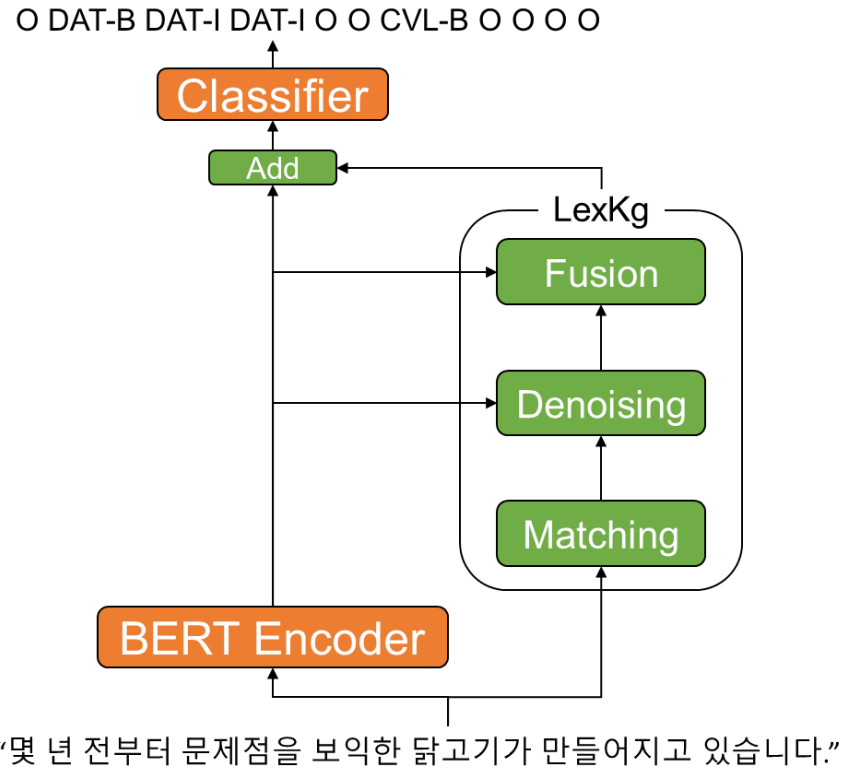 O DAT-B DAT-I DAT-I O O CVL-B O O O O
Classifier
Add
LexKg
Fusion
Denoising
Matching
BERT Encoder
“몇 년 전부터 문제점을 보익한 닭고기가 만들어지고 있습니다.”